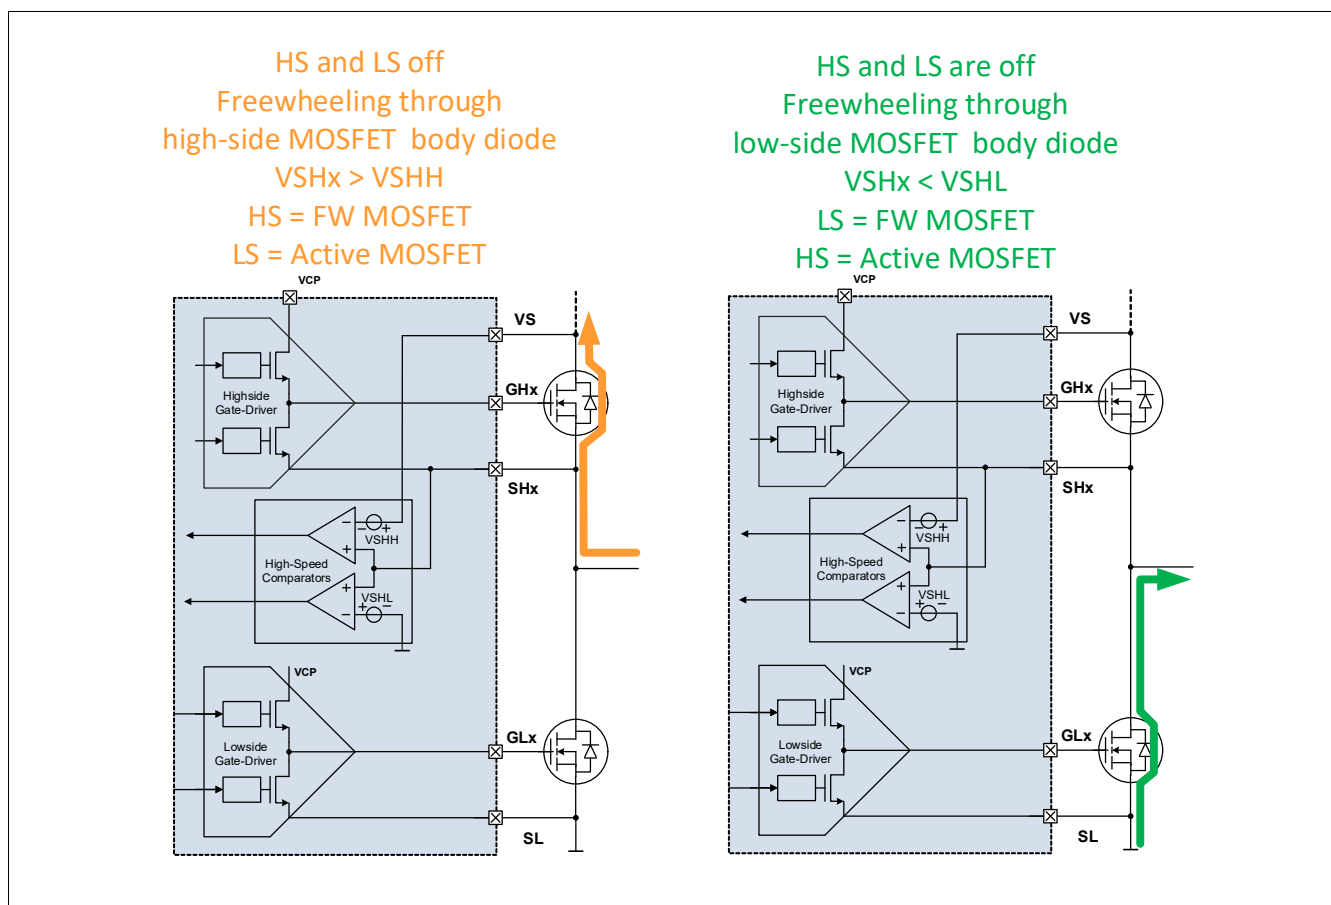 HS and LS off
Freewheeling through
high-side MOSFET body diode
VSHx > VSHH
HS = FW MOSFET
LS = Active MOSFET
VCP
VS
GHx
Highside
Gate-Driver
SHx
− +
VSHH
+
High-Speed
Comparators
+
VSHL
+ −
−
VCP
GLx
Lowside
Gate-Driver
SL
HS and LS are off
Freewheeling through
low-side MOSFET body diode
VSHx < VSHL
LS = FW MOSFET
HS = Active MOSFET
VCP
VS
GHx
Highside
Gate-Driver
SHx
− +
VSHH
+
High-Speed
Comparators
+
VSHL
+ −
−
VCP
GLx
Lowside
Gate-Driver
SL